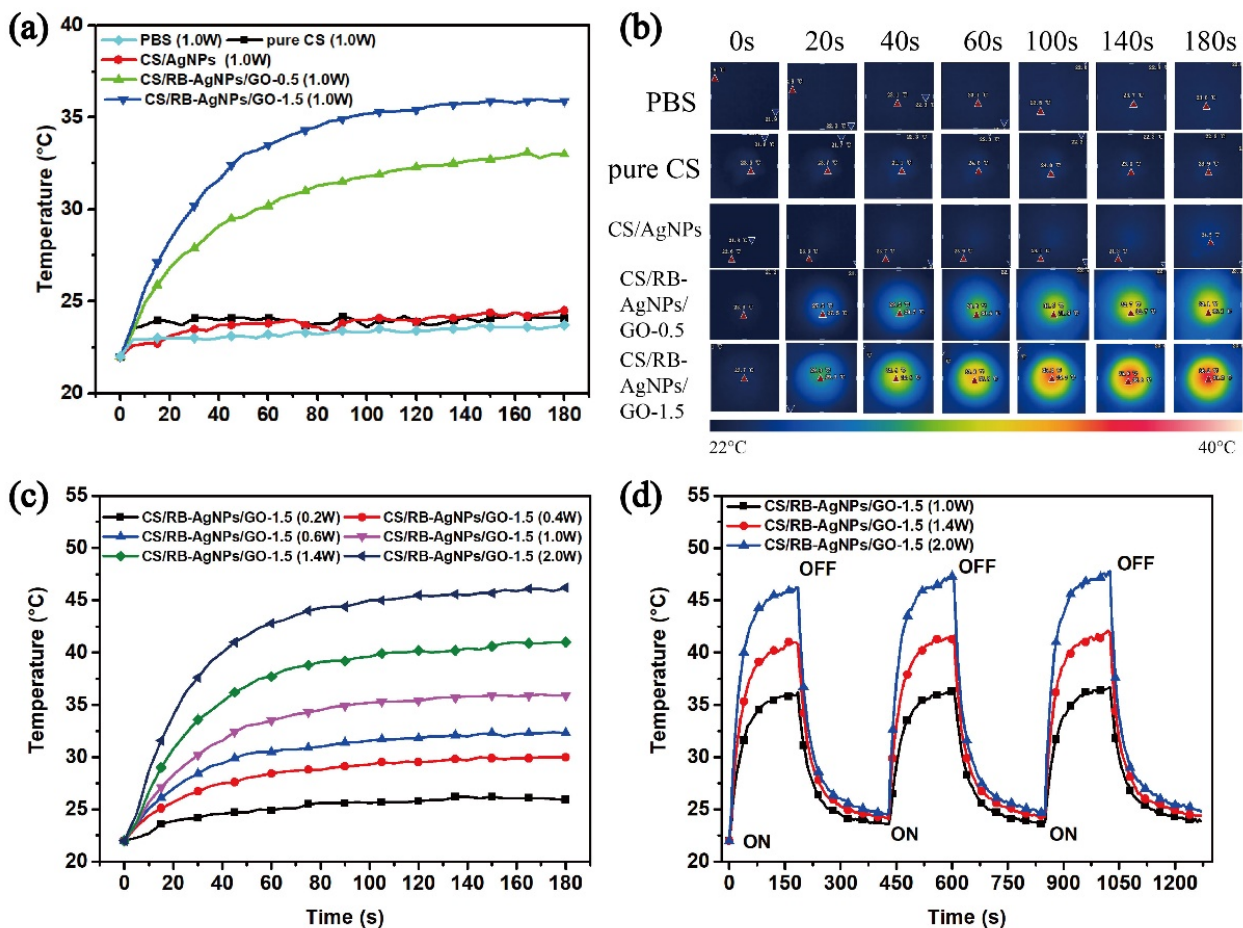 (a)
40
35
30
25
20
Temperature (°C)
PBS (1.0W) pure CS (1.0W)
CS/AgNPs (1.0W)
CS/RB-AgNPs/GO-0.5 (1.0W)
CS/RB-AgNPs/GO-1.5 (1.0W)
0 20 40 60 80 100 120 140 160 180
Time (s)
(b)
0s 20s 40s 60s 100s 140s 180s
PBS
pure CS
CS/AgNPs
CS/RB-
AgNPs/
GO-0.5
CS/RB-
AgNPs/
GO-1.5
22°C 40°C
(c)
55
50
45
40
35
30
25
20
Temperature (°C)
CS/RB-AgNPs/GO-1.5 (0.2W) CS/RB-AgNPs/GO-1.5 (0.4W)
CS/RB-AgNPs/GO-1.5 (0.6W) CS/RB-AgNPs/GO-1.5 (1.0W)
CS/RB-AgNPs/GO-1.5 (1.4W) CS/RB-AgNPs/GO-1.5 (2.0W)
0 20 40 60 80 100 120 140 160 180
Time (s)
(d)
55
50
45
40
35
30
25
20
Temperature (°C)
CS/RB-AgNPs/GO-1.5 (1.0W)
CS/RB-AgNPs/GO-1.5 (1.4W)
CS/RB-AgNPs/GO-1.5 (2.0W)
OFF OFF OFF
ON ON ON
0 150 300 450 600 750 900 1050 1200
Time (s)